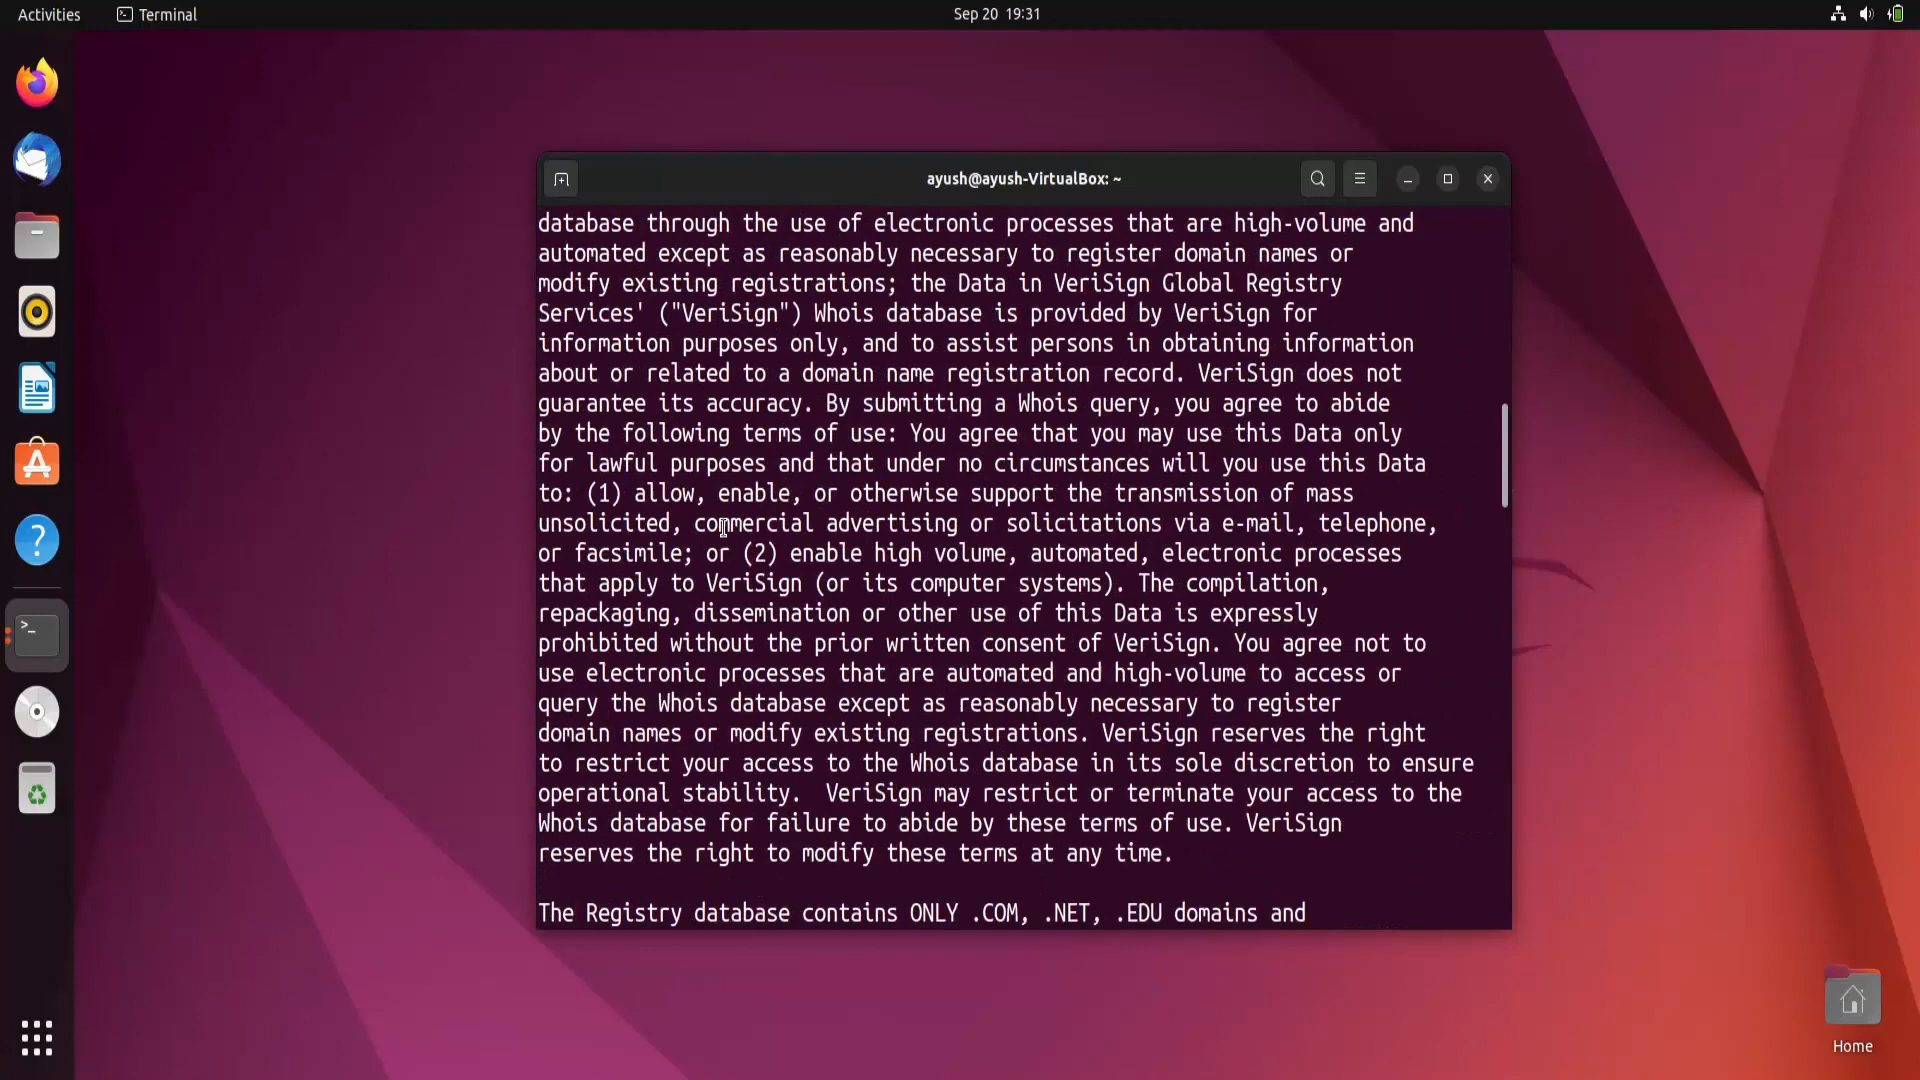 Activities Terminal Sep 20 19:31
ayush@ayush-VirtualBox: ~
database through the use of electronic processes that are high-volume and
automated except as reasonably necessary to register domain names or
modify existing registrations; the Data in VeriSign Global Registry
Services' ("VeriSign") Whois database is provided by VeriSign for
information purposes only, and to assist persons in obtaining information
about or related to a domain name registration record. VeriSign does not
guarantee its accuracy. By submitting a Whois query, you agree to abide
by the following terms of use: You agree that you may use this Data only
for lawful purposes and that under no circumstances will you use this Data
to: (1) allow, enable, or otherwise support the transmission of mass
unsolicited, commercial advertising or solicitations via e-mail, telephone,
or facsimile; or (2) enable high volume, automated, electronic processes
that apply to VeriSign (or its computer systems). The compilation,
repackaging, dissemination or other use of this Data is expressly
prohibited without the prior written consent of VeriSign. You agree not to
use electronic processes that are automated and high-volume to access or
query the Whois database except as reasonably necessary to register
domain names or modify existing registrations. VeriSign reserves the right
to restrict your access to the Whois database in its sole discretion to ensure
operational stability.  VeriSign may restrict or terminate your access to the
Whois database for failure to abide by these terms of use. VeriSign
reserves the right to modify these terms at any time.
The Registry database contains ONLY .COM, .NET, .EDU domains and
Home